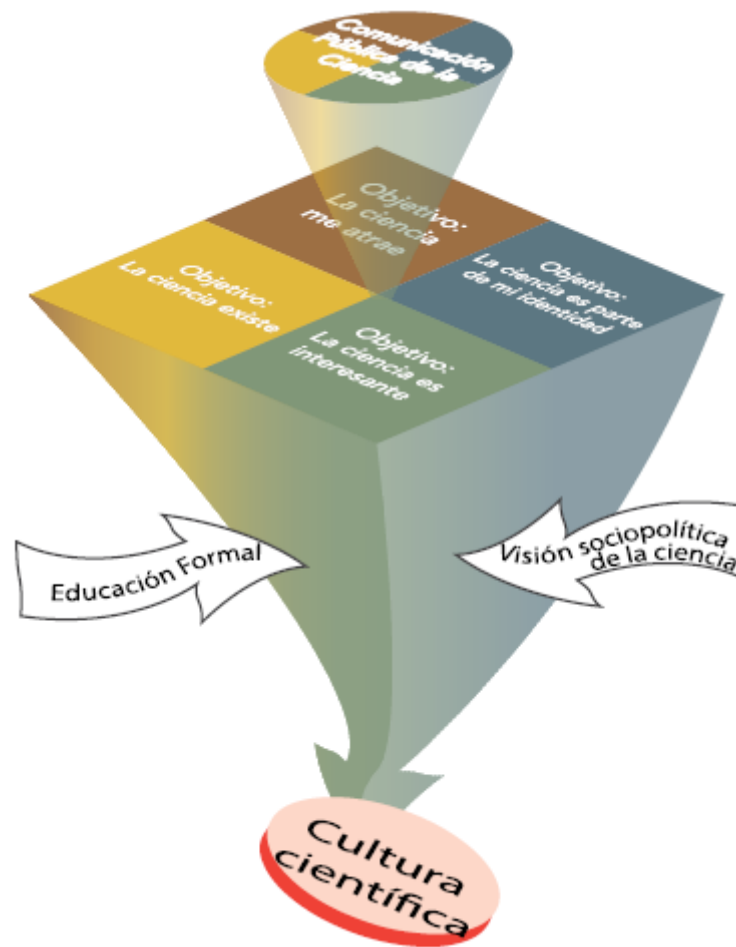 Comunicación
Pública de la
Ciencia
Objetivo:
La ciencia
me atrae
Objetivo:
La ciencia existe
Objetivo:
La ciencia es parte
de mi identidad
Objetivo:
La ciencia es
interesante
Educación Formal
Visión sociopolítica
de la ciencia
Cultura
científica